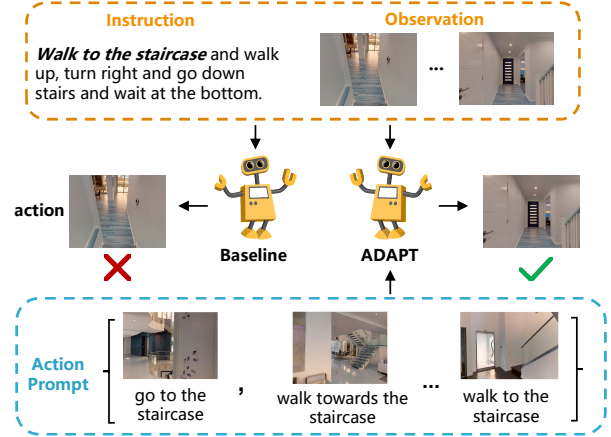 Instruction
Observation
Walk to the staircase and walk
up, turn right and go down
stairs and wait at the bottom.
...
action
Baseline
ADAPT
Action
Prompt
go to the
staircase
,
walk towards the
staircase
...
walk to the
staircase